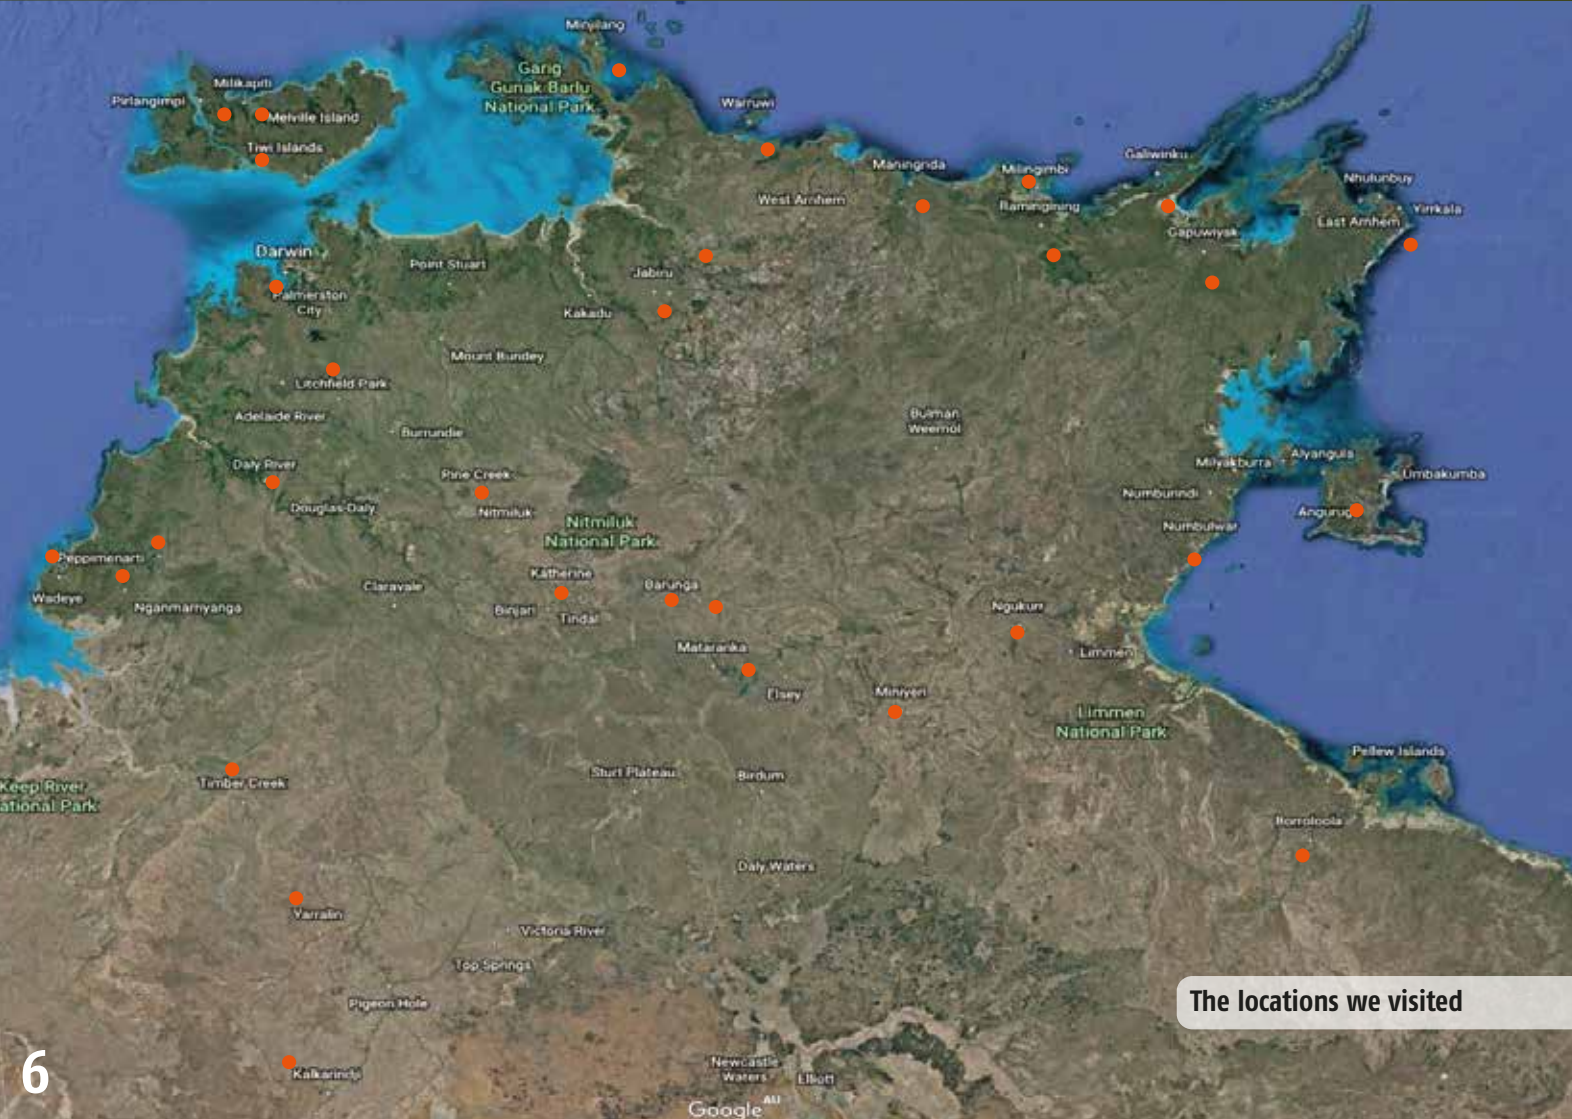 Minjilang
Garig
Gunak Barlu
National Park
Milikapiti
Pirlangimpi
Melville Island
Tiwi Islands
Warruwi
Maningrida
Milingimbi
Galiwinku
Nhulunbuy
Yirrkala
West Arnhem
Ramingining
Gapuwiyak
East Arnhem
Darwin
Palmerston
City
Point Stuart
Jabiru
Kakadu
Mount Bundey
Litchfield Park
Adelaide River
Burrundie
Bulman
Weemol
Daly River
Pine Creek
Douglas-Daly
Nitmiluk
Nitmiluk
National Park
Milyakburra
Alyangula
Umbakumba
Numburindi
Angurugu
Numbulwar
Peppimenarti
Wadeye
Nganmarriyanga
Claravale
Katherine
Binjari
Tindal
Barunga
Mataranka
Elsey
Ngukurr
Limmen
Miniyeri
Limmen
National Park
Pellew Islands
Keep River
ational Park
Timber Creek
Sturt Plateau
Birdum
Borroloola
Daly Waters
Yarralin
Victoria River
Top Springs
Pigeon Hole
The locations we visited
Kalkarindji
Newcastle
Waters
Elliott
Google
AU
6